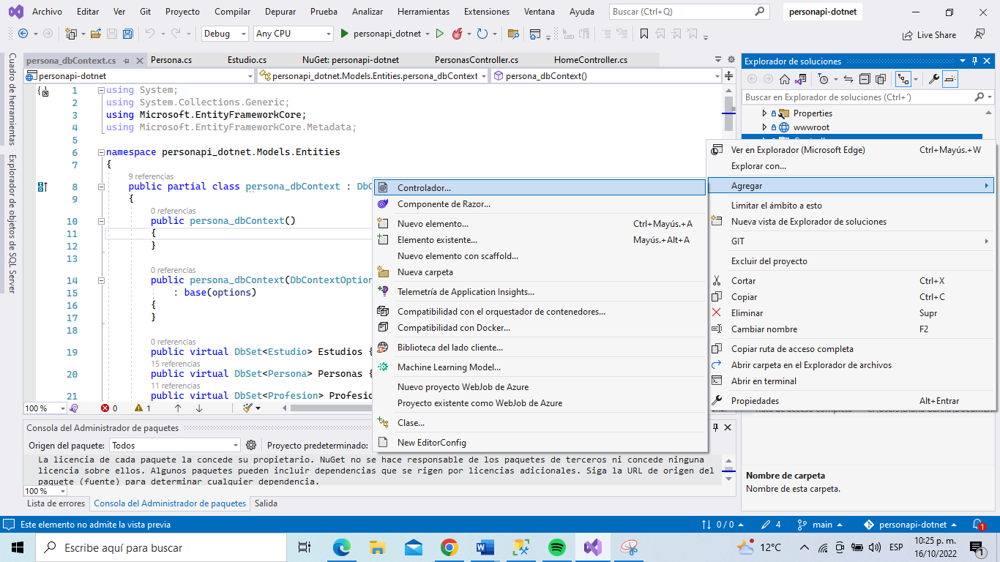 Archivo Editar Ver Git Proyecto Compilar Depurar Prueba Analizar Herramientas Extensiones Ventana Ayuda Buscar (Ctrl+Q) personapi-dotnet
Debug Any CPU personapi_dotnet Live Share
Cuadro de herramientas
Explorador de objetos de SQL Server
persona_dbContext.cs Persona.cs Estudio.cs NuGet: personapi-dotnet PersonasController.cs HomeController.cs
personapi-dotnet personapi_dotnet.Models.Entities.persona_dbContext persona_dbContext()
1 using System;
2 using System.Collections.Generic;
3 using Microsoft.EntityFrameworkCore;
4 using Microsoft.EntityFrameworkCore.Metadata;
5
6 namespace personapi_dotnet.Models.Entities
7 {
9 referencias
8 public partial class persona_dbContext : DbC
9 {
0 referencias
10 public persona_dbContext()
11 {
12 }
13
0 referencias
14 public persona_dbContext(DbContextOption
15 : base(options)
16 {
17 }
18
0 referencias
19 public virtual DbSet<Estudio> Estudios {
15 referencias
20 public virtual DbSet<Persona> Personas {
11 referencias
21 public virtual DbSet<Profesion> Profesio
100 % 0 1
Controlador...
Componente de Razor...
Nuevo elemento... Ctrl+Mayús.+A
Elemento existente... Mayús.+Alt+A
Nuevo elemento con scaffold...
Nueva carpeta
Telemetría de Application Insights...
Compatibilidad con el orquestador de contenedores...
Compatibilidad con Docker...
Biblioteca del lado cliente...
Machine Learning Model...
Nuevo proyecto WebJob de Azure
Proyecto existente como WebJob de Azure
Clase...
New EditorConfig
Explorador de soluciones
Buscar en Explorador de soluciones (Ctrl+´)
Properties
wwwroot
Ver en Explorador (Microsoft Edge) Ctrl+Mayús.+W
Explorar con...
Agregar
Limitar el ámbito a esto
Nueva vista de Explorador de soluciones
GIT
Excluir del proyecto
Cortar Ctrl+X
Copiar Ctrl+C
Eliminar Supr
Cambiar nombre F2
Copiar ruta de acceso completa
Abrir carpeta en el Explorador de archivos
Abrir en terminal
Propiedades Alt+Entrar
Nombre de carpeta
Nombre de esta carpeta.
Consola del Administrador de paquetes
Origen del paquete: Todos Proyecto predeterminado:
La licencia de cada paquete la concede su propietario. NuGet no se hace responsable de los paquetes de terceros ni concede ninguna
licencia sobre ellos. Algunos paquetes pueden incluir dependencias que se rigen por licencias adicionales. Siga la URL de origen del
paquete (fuente) para determinar cualquier dependencia.
100 %
Lista de errores Consola del Administrador de paquetes Salida
Este elemento no admite la vista previa 0 / 0 4 main personapi-dotnet 1
Escribe aquí para buscar 12°C ESP 10:25 p. m.
16/10/2022 1